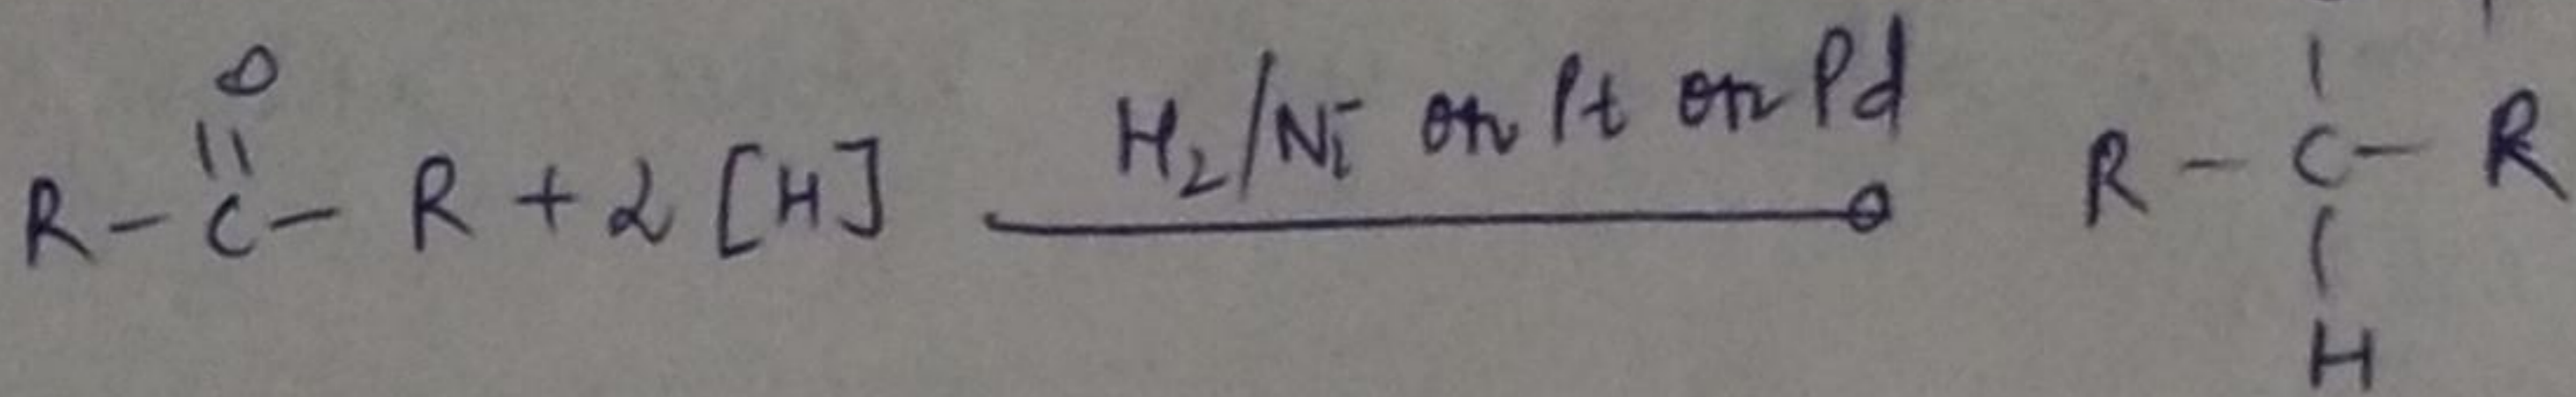 O
||
R - C - R + 2 [H] H₂/Ni or Pt or Pd R - C - R
H